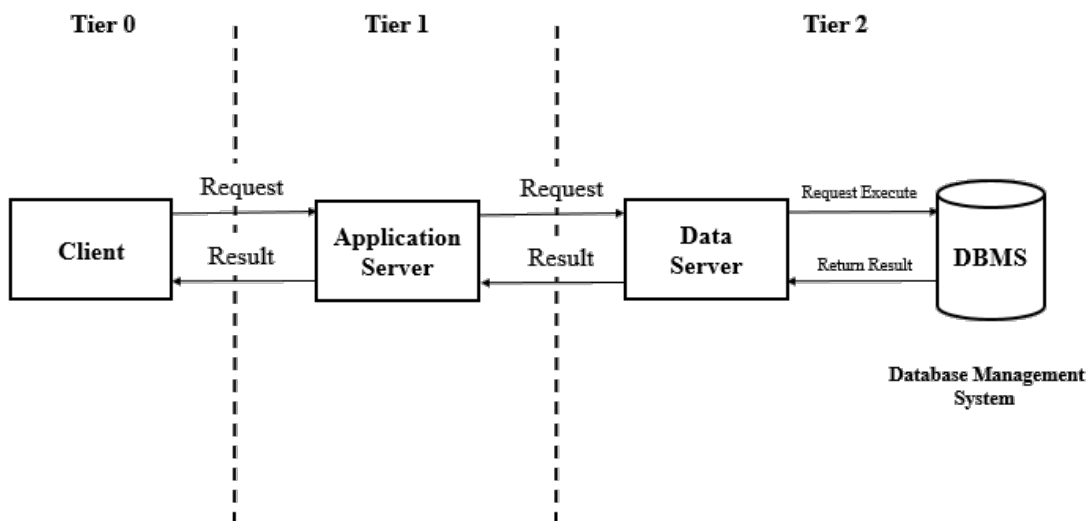 Tier 0
Tier 1
Tier 2
Request
Request
Request Execute
Client
Application
Server
Data
Server
DBMS
Result
Result
Return Result
Database Management
System